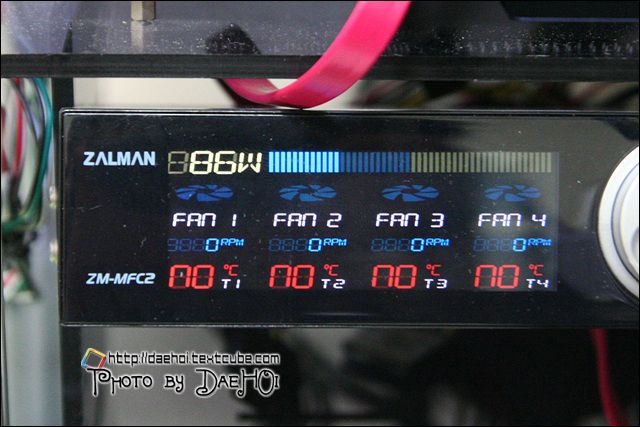 ZALMAN 86W
FAN 1 FAN 2 FAN 3 FAN 4
0RPM 0RPM 0RPM 0RPM
ZM-MFC2 NO °C T1 NO °C T2 NO °C T3 NO °C T4
http://daehoi.textcube.com
PHOTO BY DAEHOI